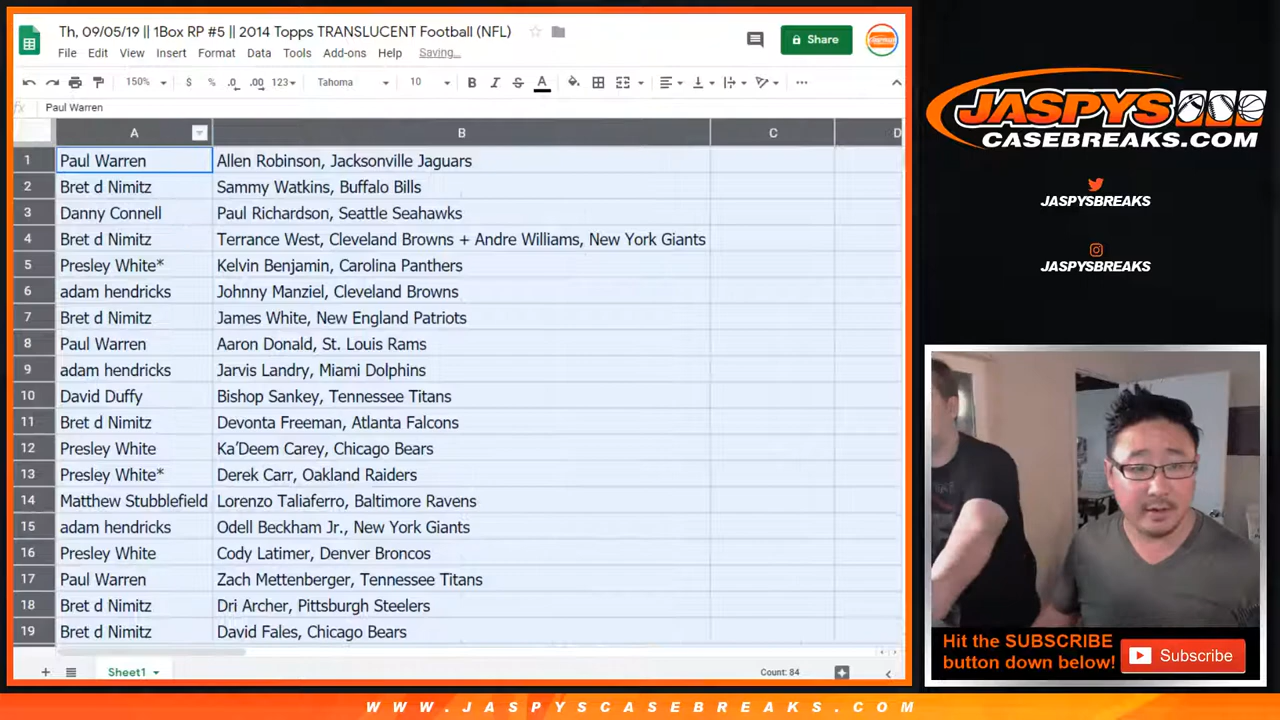 Th, 09/05/19 || 1Box RP #5 || 2014 Topps TRANSLUCENT Football (NFL)
File Edit View Insert Format Data Tools Add-ons Help Saving...
Share
150% $ % .0 .00 123 Tahoma 10 B I S A
fx Paul Warren
A B C D
1 Paul Warren Allen Robinson, Jacksonville Jaguars
2 Bret d Nimitz Sammy Watkins, Buffalo Bills
3 Danny Connell Paul Richardson, Seattle Seahawks
4 Bret d Nimitz Terrance West, Cleveland Browns + Andre Williams, New York Giants
5 Presley White* Kelvin Benjamin, Carolina Panthers
6 adam hendricks Johnny Manziel, Cleveland Browns
7 Bret d Nimitz James White, New England Patriots
8 Paul Warren Aaron Donald, St. Louis Rams
9 adam hendricks Jarvis Landry, Miami Dolphins
10 David Duffy Bishop Sankey, Tennessee Titans
11 Bret d Nimitz Devonta Freeman, Atlanta Falcons
12 Presley White Ka'Deem Carey, Chicago Bears
13 Presley White* Derek Carr, Oakland Raiders
14 Matthew Stubblefield Lorenzo Taliaferro, Baltimore Ravens
15 adam hendricks Odell Beckham Jr., New York Giants
16 Presley White Cody Latimer, Denver Broncos
17 Paul Warren Zach Mettenberger, Tennessee Titans
18 Bret d Nimitz Dri Archer, Pittsburgh Steelers
19 Bret d Nimitz David Fales, Chicago Bears
Sheet1 Count: 84
JASPYS
CASEBREAKS.COM
JASPYSBREAKS
JASPYSBREAKS
Hit the SUBSCRIBE
button down below!
Subscribe
WWW.JASPYSCASEBREAKS.COM